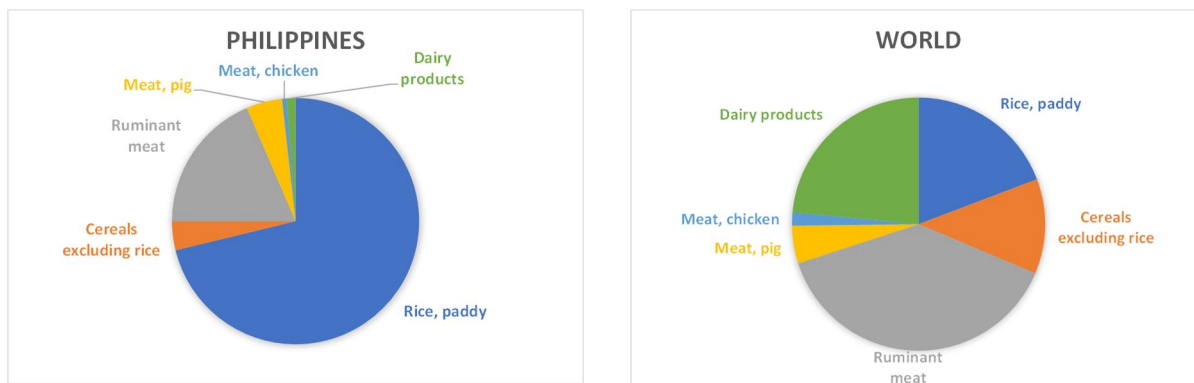 PHILIPPINES
Dairy
products
Meat, chicken
Meat, pig
Ruminant
meat
Cereals
excluding rice
Rice, paddy
WORLD
Rice, paddy
Dairy products
Meat, chicken
Cereals
excluding rice
Meat, pig
Ruminant
meat